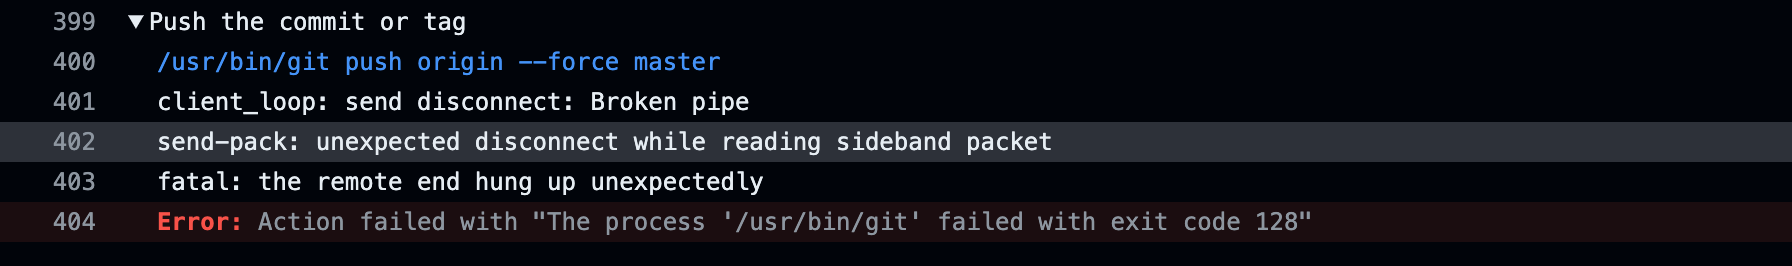 399 ▼Push the commit or tag
400 /usr/bin/git push origin --force master
401 client_loop: send disconnect: Broken pipe
402 send-pack: unexpected disconnect while reading sideband packet
403 fatal: the remote end hung up unexpectedly
404 Error: Action failed with "The process '/usr/bin/git' failed with exit code 128"